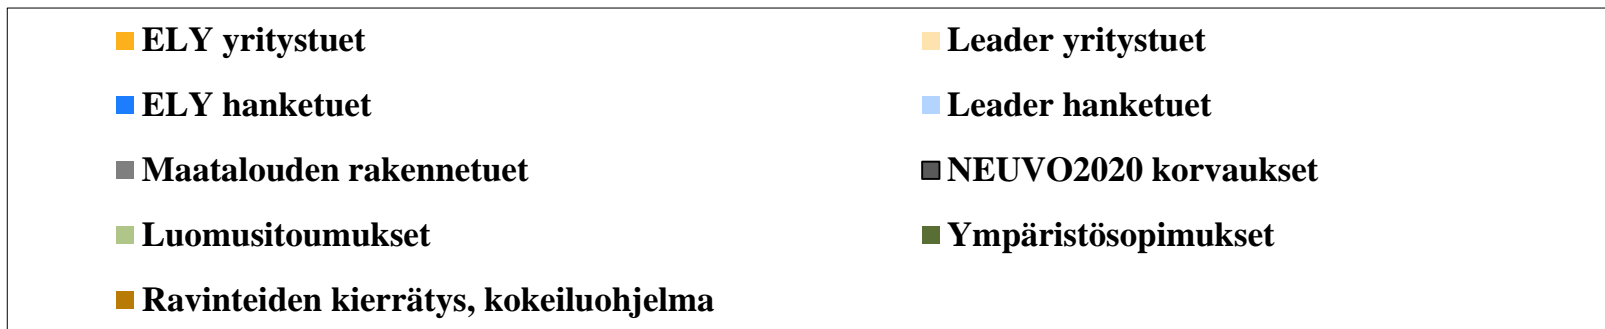 ELY yritystuet Leader yritystuet
ELY hanketuet Leader hanketuet
Maatalouden rakennetuet NEUVO2020 korvaukset
Luomusitoumukset Ympäristösopimukset
Ravinteiden kierrätys, kokeiluohjelma